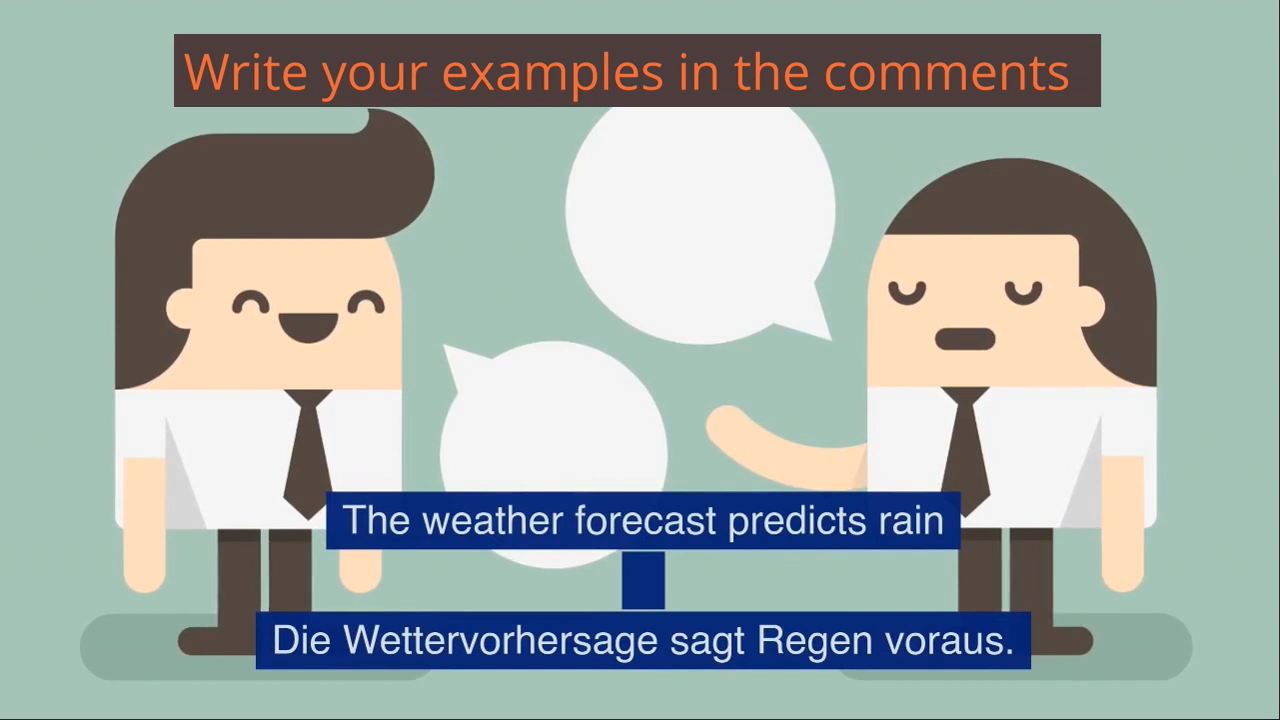 Write your examples in the comments
The weather forecast predicts rain
Die Wettervorhersage sagt Regen voraus.